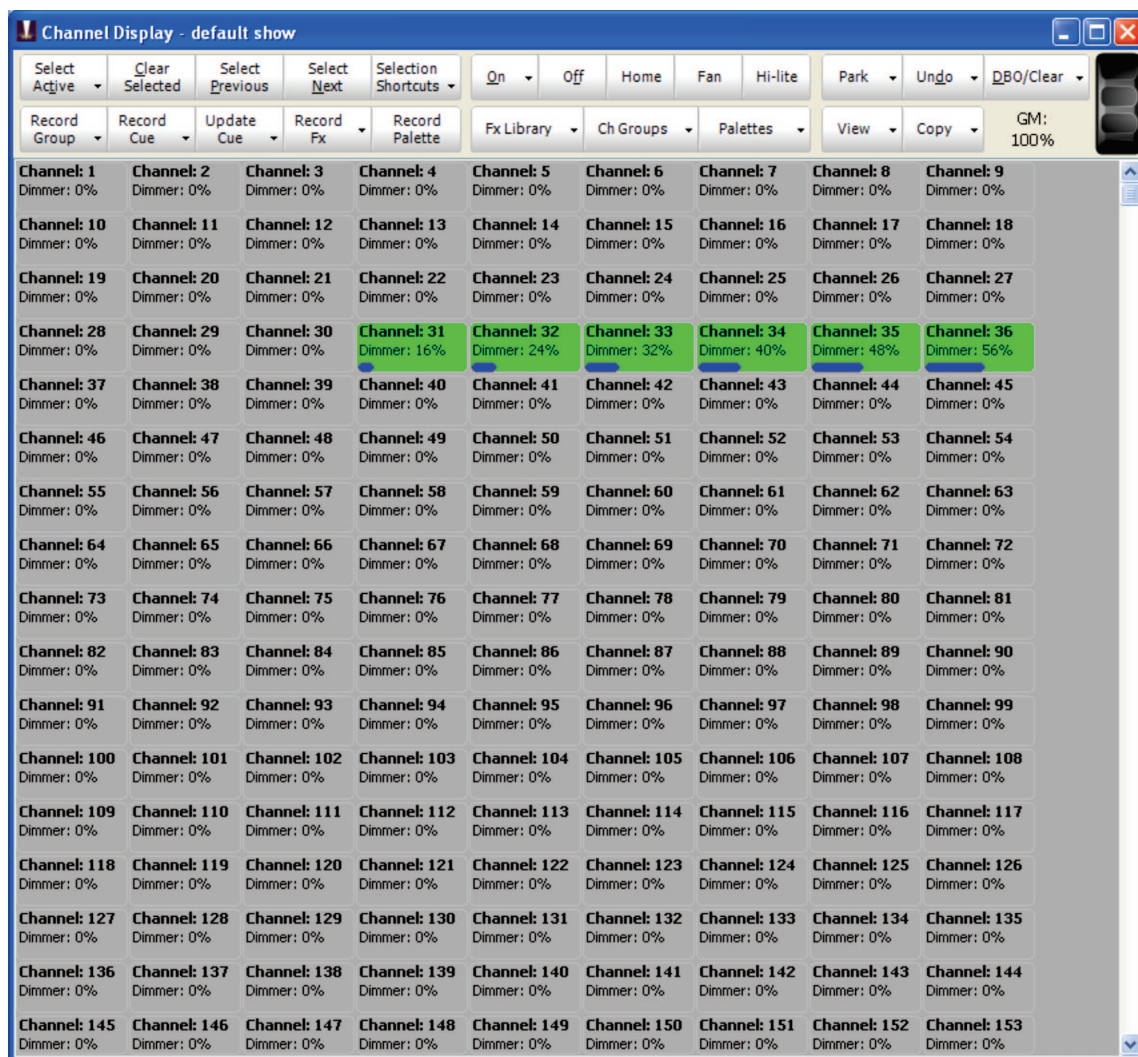 Channel Display - default show
Select Active Clear Selected Select Previous Select Next Selection Shortcuts On Off Home Fan Hi-lite Park Undo DBO/Clear
Record Group Record Cue Update Cue Record Fx Record Palette Fx Library Ch Groups Palettes View Copy GM: 100%
Channel: 1 Channel: 2 Channel: 3 Channel: 4 Channel: 5 Channel: 6 Channel: 7 Channel: 8 Channel: 9
Dimmer: 0% Dimmer: 0% Dimmer: 0% Dimmer: 0% Dimmer: 0% Dimmer: 0% Dimmer: 0% Dimmer: 0% Dimmer: 0%
Channel: 10 Channel: 11 Channel: 12 Channel: 13 Channel: 14 Channel: 15 Channel: 16 Channel: 17 Channel: 18
Dimmer: 0% Dimmer: 0% Dimmer: 0% Dimmer: 0% Dimmer: 0% Dimmer: 0% Dimmer: 0% Dimmer: 0% Dimmer: 0%
Channel: 19 Channel: 20 Channel: 21 Channel: 22 Channel: 23 Channel: 24 Channel: 25 Channel: 26 Channel: 27
Dimmer: 0% Dimmer: 0% Dimmer: 0% Dimmer: 0% Dimmer: 0% Dimmer: 0% Dimmer: 0% Dimmer: 0% Dimmer: 0%
Channel: 28 Channel: 29 Channel: 30 Channel: 31 Channel: 32 Channel: 33 Channel: 34 Channel: 35 Channel: 36
Dimmer: 0% Dimmer: 0% Dimmer: 0% Dimmer: 16% Dimmer: 24% Dimmer: 32% Dimmer: 40% Dimmer: 48% Dimmer: 56%
Channel: 37 Channel: 38 Channel: 39 Channel: 40 Channel: 41 Channel: 42 Channel: 43 Channel: 44 Channel: 45
Dimmer: 0% Dimmer: 0% Dimmer: 0% Dimmer: 0% Dimmer: 0% Dimmer: 0% Dimmer: 0% Dimmer: 0% Dimmer: 0%
Channel: 46 Channel: 47 Channel: 48 Channel: 49 Channel: 50 Channel: 51 Channel: 52 Channel: 53 Channel: 54
Dimmer: 0% Dimmer: 0% Dimmer: 0% Dimmer: 0% Dimmer: 0% Dimmer: 0% Dimmer: 0% Dimmer: 0% Dimmer: 0%
Channel: 55 Channel: 56 Channel: 57 Channel: 58 Channel: 59 Channel: 60 Channel: 61 Channel: 62 Channel: 63
Dimmer: 0% Dimmer: 0% Dimmer: 0% Dimmer: 0% Dimmer: 0% Dimmer: 0% Dimmer: 0% Dimmer: 0% Dimmer: 0%
Channel: 64 Channel: 65 Channel: 66 Channel: 67 Channel: 68 Channel: 69 Channel: 70 Channel: 71 Channel: 72
Dimmer: 0% Dimmer: 0% Dimmer: 0% Dimmer: 0% Dimmer: 0% Dimmer: 0% Dimmer: 0% Dimmer: 0% Dimmer: 0%
Channel: 73 Channel: 74 Channel: 75 Channel: 76 Channel: 77 Channel: 78 Channel: 79 Channel: 80 Channel: 81
Dimmer: 0% Dimmer: 0% Dimmer: 0% Dimmer: 0% Dimmer: 0% Dimmer: 0% Dimmer: 0% Dimmer: 0% Dimmer: 0%
Channel: 82 Channel: 83 Channel: 84 Channel: 85 Channel: 86 Channel: 87 Channel: 88 Channel: 89 Channel: 90
Dimmer: 0% Dimmer: 0% Dimmer: 0% Dimmer: 0% Dimmer: 0% Dimmer: 0% Dimmer: 0% Dimmer: 0% Dimmer: 0%
Channel: 91 Channel: 92 Channel: 93 Channel: 94 Channel: 95 Channel: 96 Channel: 97 Channel: 98 Channel: 99
Dimmer: 0% Dimmer: 0% Dimmer: 0% Dimmer: 0% Dimmer: 0% Dimmer: 0% Dimmer: 0% Dimmer: 0% Dimmer: 0%
Channel: 100 Channel: 101 Channel: 102 Channel: 103 Channel: 104 Channel: 105 Channel: 106 Channel: 107 Channel: 108
Dimmer: 0% Dimmer: 0% Dimmer: 0% Dimmer: 0% Dimmer: 0% Dimmer: 0% Dimmer: 0% Dimmer: 0% Dimmer: 0%
Channel: 109 Channel: 110 Channel: 111 Channel: 112 Channel: 113 Channel: 114 Channel: 115 Channel: 116 Channel: 117
Dimmer: 0% Dimmer: 0% Dimmer: 0% Dimmer: 0% Dimmer: 0% Dimmer: 0% Dimmer: 0% Dimmer: 0% Dimmer: 0%
Channel: 118 Channel: 119 Channel: 120 Channel: 121 Channel: 122 Channel: 123 Channel: 124 Channel: 125 Channel: 126
Dimmer: 0% Dimmer: 0% Dimmer: 0% Dimmer: 0% Dimmer: 0% Dimmer: 0% Dimmer: 0% Dimmer: 0% Dimmer: 0%
Channel: 127 Channel: 128 Channel: 129 Channel: 130 Channel: 131 Channel: 132 Channel: 133 Channel: 134 Channel: 135
Dimmer: 0% Dimmer: 0% Dimmer: 0% Dimmer: 0% Dimmer: 0% Dimmer: 0% Dimmer: 0% Dimmer: 0% Dimmer: 0%
Channel: 136 Channel: 137 Channel: 138 Channel: 139 Channel: 140 Channel: 141 Channel: 142 Channel: 143 Channel: 144
Dimmer: 0% Dimmer: 0% Dimmer: 0% Dimmer: 0% Dimmer: 0% Dimmer: 0% Dimmer: 0% Dimmer: 0% Dimmer: 0%
Channel: 145 Channel: 146 Channel: 147 Channel: 148 Channel: 149 Channel: 150 Channel: 151 Channel: 152 Channel: 153
Dimmer: 0% Dimmer: 0% Dimmer: 0% Dimmer: 0% Dimmer: 0% Dimmer: 0% Dimmer: 0% Dimmer: 0% Dimmer: 0%